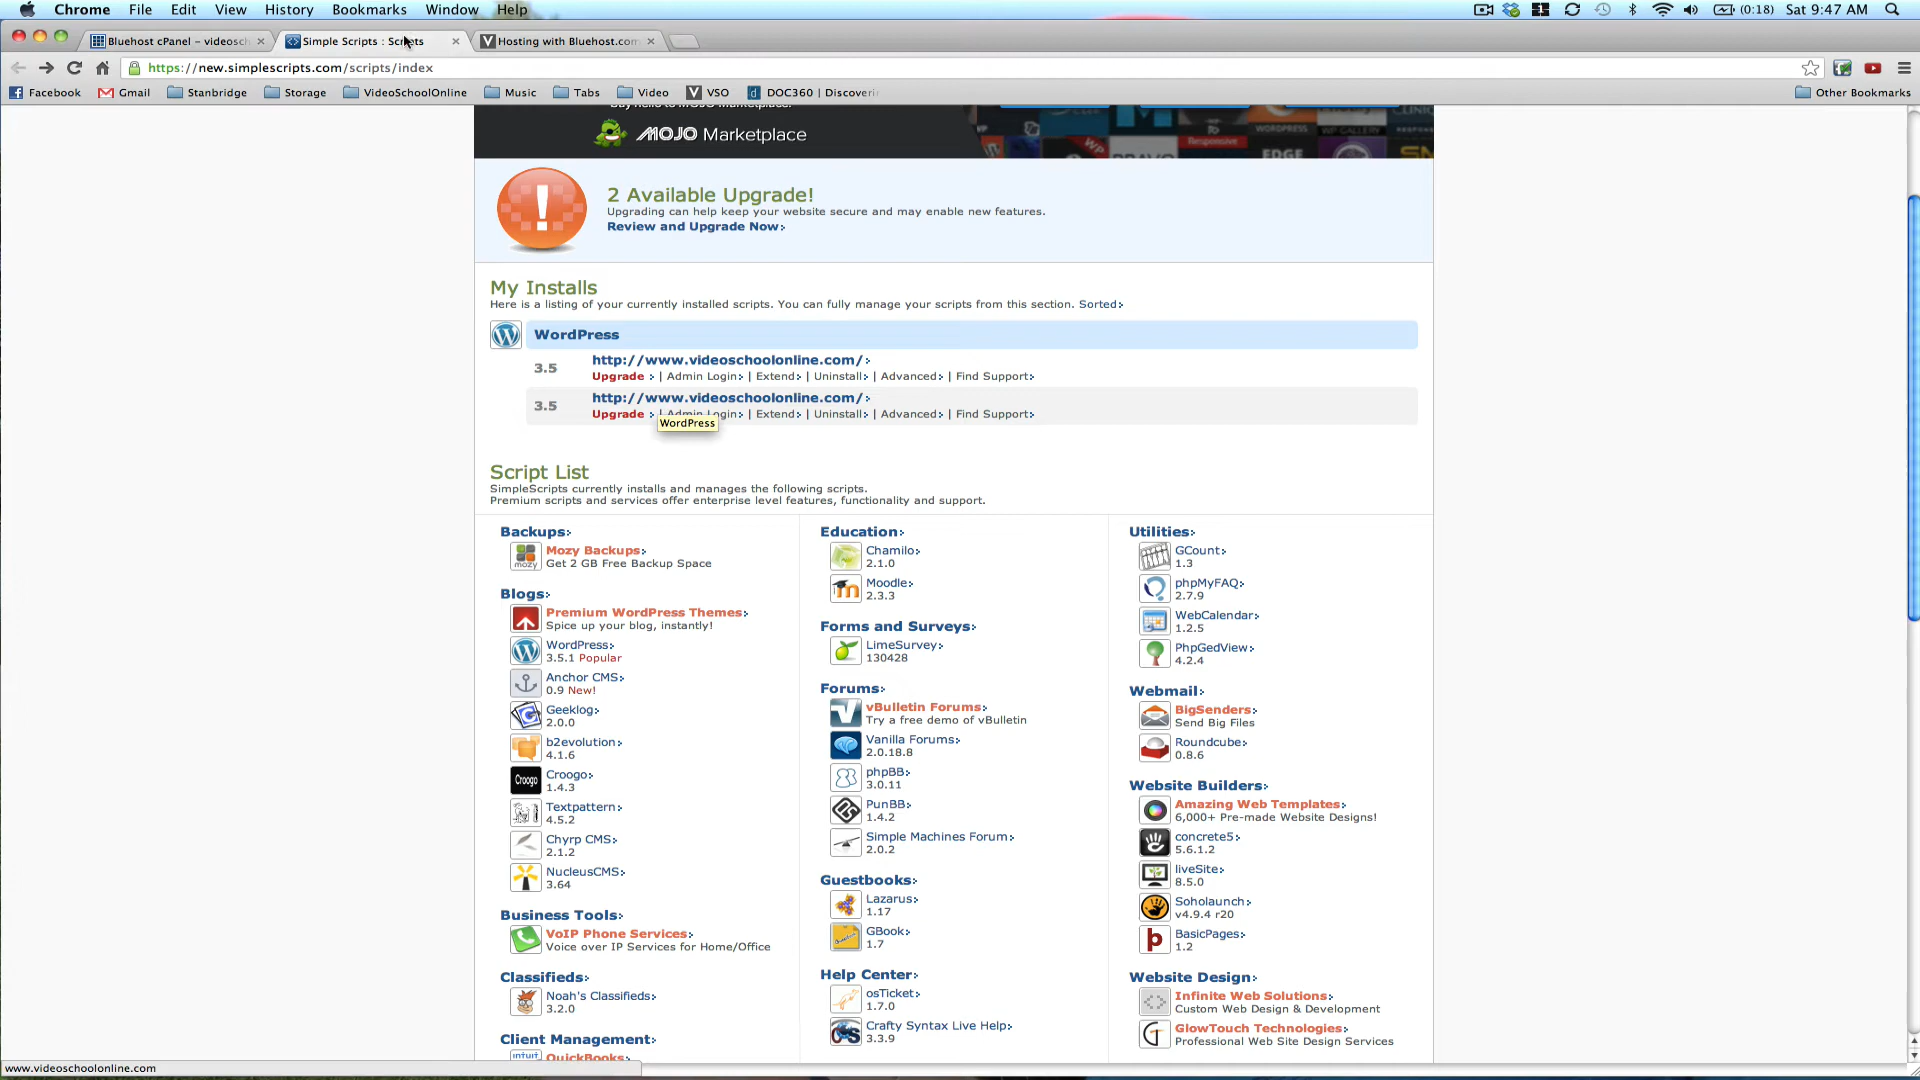 Chrome File Edit View History Bookmarks Window Help (0:18) Sat 9:47 AM
Bluehost cPanel – videosch Simple Scripts : Scripts Hosting with Bluehost.com
https://new.simplescripts.com/scripts/index
Facebook Gmail Stanbridge Storage VideoSchoolOnline Music Tabs Video VSO DOC360 | Discoverin Other Bookmarks
MOJO Marketplace
2 Available Upgrade!
Upgrading can help keep your website secure and may enable new features.
Review and Upgrade Now
My Installs
Here is a listing of your currently installed scripts. You can fully manage your scripts from this section. Sorted
WordPress
3.5 http://www.videoschoolonline.com/
Upgrade | Admin Login | Extend | Uninstall | Advanced | Find Support
3.5 http://www.videoschoolonline.com/
Upgrade | Admin Login | Extend | Uninstall | Advanced | Find Support
WordPress
Script List
SimpleScripts currently installs and manages the following scripts.
Premium scripts and services offer enterprise level features, functionality and support.
Backups
Mozy Backups
Get 2 GB Free Backup Space
Blogs
Premium WordPress Themes
Spice up your blog, instantly!
WordPress
3.5.1 Popular
Anchor CMS
0.9 New!
Geeklog
2.0.0
b2evolution
4.1.6
Croogo
1.4.3
Textpattern
4.5.2
Chyrp CMS
2.1.2
NucleusCMS
3.64
Business Tools
VoIP Phone Services
Voice over IP Services for Home/Office
Classifieds
Noah's Classifieds
3.2.0
Client Management
QuickBooks
Education
Chamilo
2.1.0
Moodle
2.3.3
Forms and Surveys
LimeSurvey
130428
Forums
vBulletin Forums
Try a free demo of vBulletin
Vanilla Forums
2.0.18.8
phpBB
3.0.11
PunBB
1.4.2
Simple Machines Forum
2.0.2
Guestbooks
Lazarus
1.17
GBook
1.7
Help Center
osTicket
1.7.0
Crafty Syntax Live Help
3.3.9
Utilities
GCount
1.3
phpMyFAQ
2.7.9
WebCalendar
1.2.5
PhpGedView
4.2.4
Webmail
BigSenders
Send Big Files
Roundcube
0.8.6
Website Builders
Amazing Web Templates
6,000+ Pre-made Website Designs!
concrete5
5.6.1.2
liveSite
8.5.0
Soholaunch
v4.9.4 r20
BasicPages
1.2
Website Design
Infinite Web Solutions
Custom Web Design & Development
GlowTouch Technologies
Professional Web Site Design Services
www.videoschoolonline.com